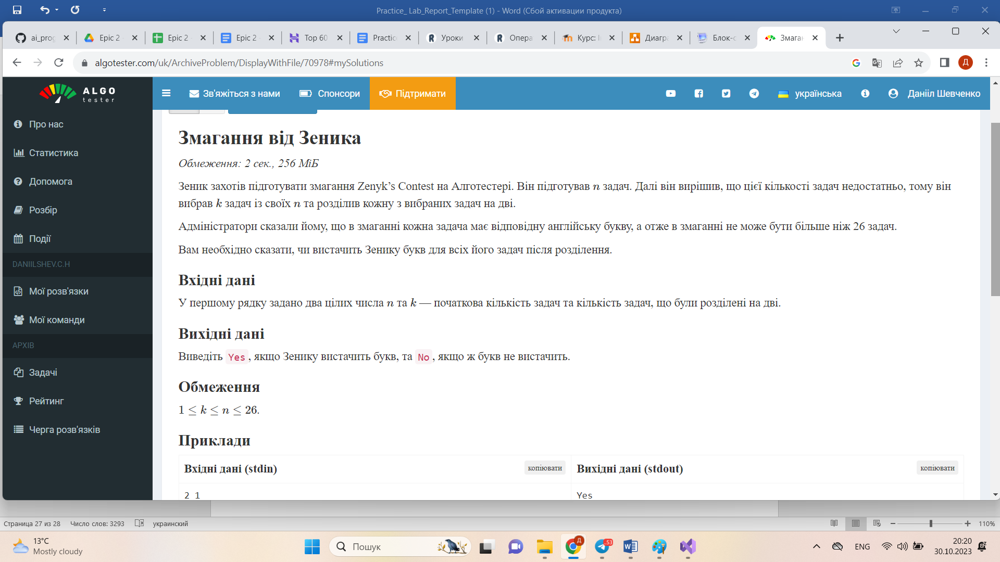 Practice_ Lab_Report_Template (1) - Word (Сбой активации продукта)
ai_prog
Epic 2 -
Epic 2 -
Epic 2 -
Top 60
Practice
Уроки
Опера
Курс: І
Диагра
Блок-с
Змаган
algotester.com/uk/ArchiveProblem/DisplayWithFile/70978#mySolutions
Д
ALGO
tester
Зв'яжіться з нами
Спонсори
Підтримати
українська
Данііл Шевченко
Про нас
Статистика
Допомога
Розбір
Події
DANIILSHEV.C.H
Мої розв'язки
Мої команди
АРХІВ
Задачі
Рейтинг
Черга розв'язків
Змагання від Зеника
Обмеження: 2 сек., 256 МіБ
Зеник захотів підготувати змагання Zenyk’s Contest на Алготестері. Він підготував n задач. Далі він вирішив, що цієї кількості задач недостатньо, тому він
вибрав k задач із своїх n та розділив кожну з вибраних задач на дві.
Адміністратори сказали йому, що в змаганні кожна задача має відповідну англійську букву, а отже в змаганні не може бути більше ніж 26 задач.
Вам необхідно сказати, чи вистачить Зенику букв для всіх його задач після розділення.
Вхідні дані
У першому рядку задано два цілих числа n та k — початкова кількість задач та кількість задач, що були розділені на дві.
Вихідні дані
Виведіть Yes, якщо Зенику вистачить букв, та No, якщо ж букв не вистачить.
Обмеження
1 ≤ k ≤ n ≤ 26.
Приклади
Вхідні дані (stdin)
копіювати
Вихідні дані (stdout)
копіювати
2 1
Yes
Страница 27 из 28
Число слов: 3293
украинский
110%
13°C
Mostly cloudy
Пошук
Д
53
ENG
20:20
30.10.2023